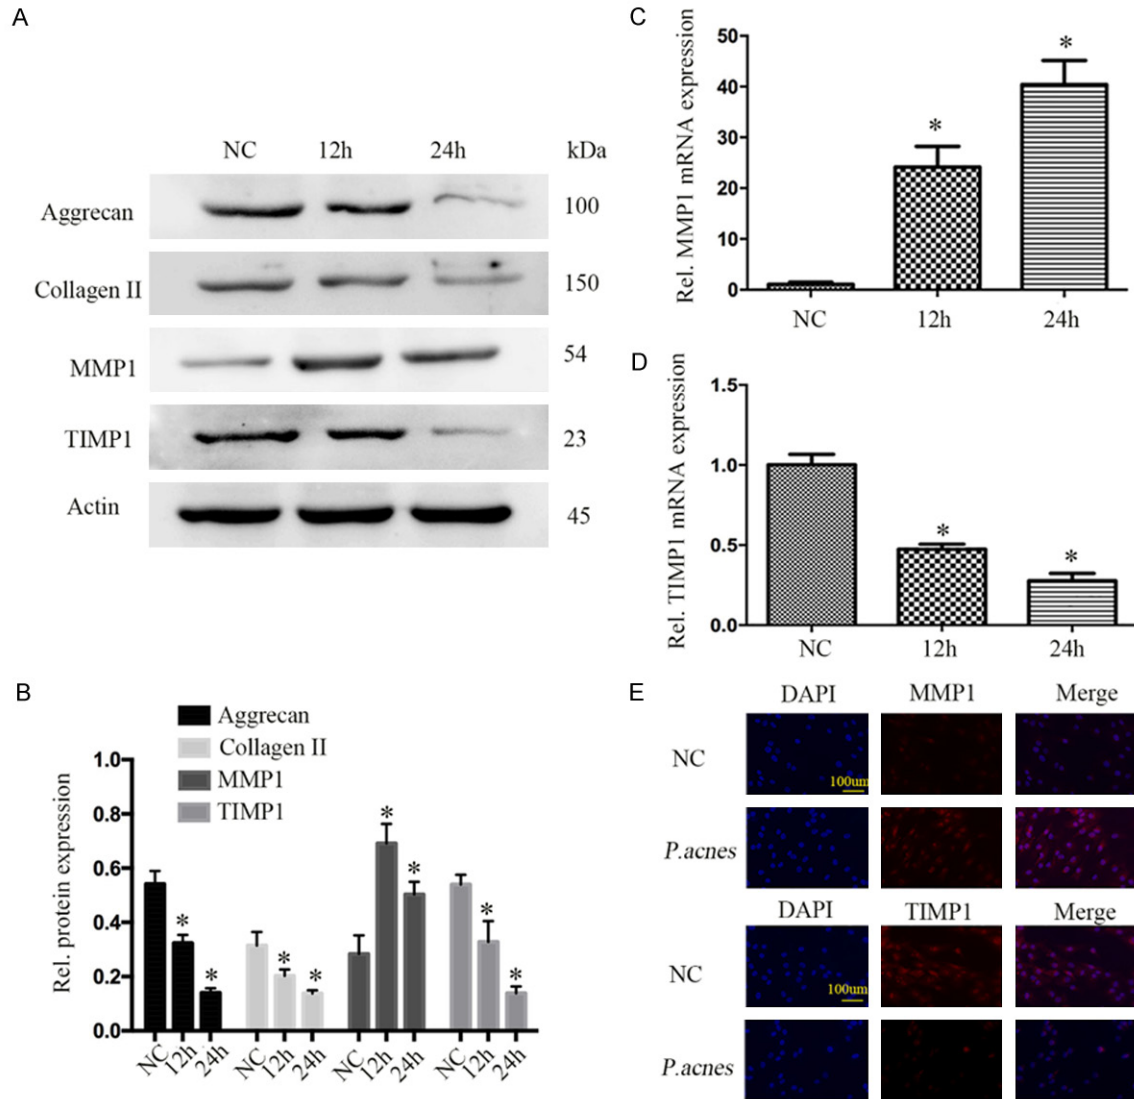 A
NC 12h 24h kDa
Aggrecan 100
Collagen II 150
MMP1 54
TIMP1 23
Actin 45
B
Aggrecan
Collagen II
MMP1
TIMP1
Rel. protein expression
1.0
0.8
0.6
0.4
0.2
0.0
* * * * * * * *
NC 12h 24h NC 12h 24h NC 12h 24h NC 12h 24h
C
Rel. MMP1 mRNA expression
50
40
30
20
10
0
* *
NC 12h 24h
D
Rel. TIMP1 mRNA expression
1.5
1.0
0.5
0.0
* *
NC 12h 24h
E
DAPI MMP1 Merge
NC
100um
P.acnes
DAPI TIMP1 Merge
NC
100um
P.acnes